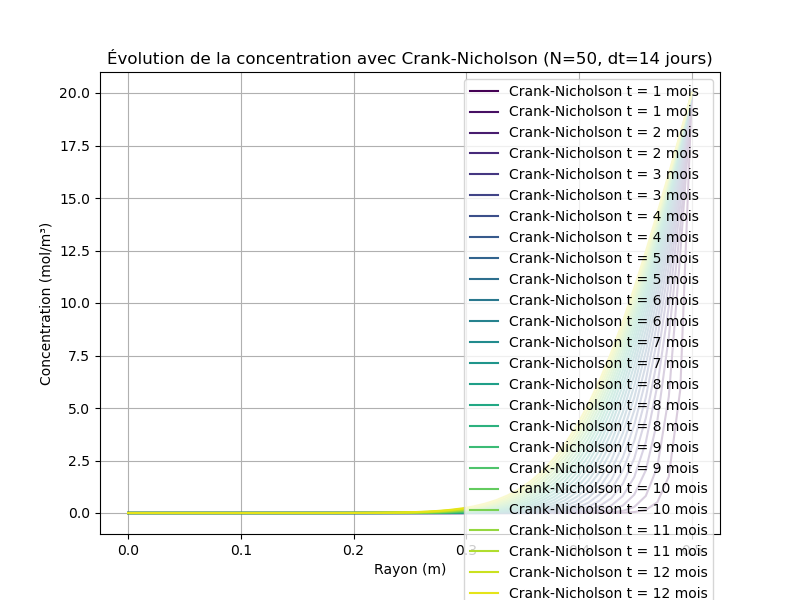 Évolution de la concentration avec Crank-Nicholson (N=50, dt=14 jours)
20.0
17.5
15.0
12.5
10.0
7.5
5.0
2.5
0.0
Concentration (mol/m³)
Crank-Nicholson t = 1 mois
Crank-Nicholson t = 1 mois
Crank-Nicholson t = 2 mois
Crank-Nicholson t = 2 mois
Crank-Nicholson t = 3 mois
Crank-Nicholson t = 3 mois
Crank-Nicholson t = 4 mois
Crank-Nicholson t = 4 mois
Crank-Nicholson t = 5 mois
Crank-Nicholson t = 5 mois
Crank-Nicholson t = 6 mois
Crank-Nicholson t = 6 mois
Crank-Nicholson t = 7 mois
Crank-Nicholson t = 7 mois
Crank-Nicholson t = 8 mois
Crank-Nicholson t = 8 mois
Crank-Nicholson t = 8 mois
Crank-Nicholson t = 9 mois
Crank-Nicholson t = 9 mois
Crank-Nicholson t = 10 mois
Crank-Nicholson t = 10 mois
Crank-Nicholson t = 11 mois
Crank-Nicholson t = 11 mois
Crank-Nicholson t = 12 mois
Crank-Nicholson t = 12 mois
0.0 0.1 0.2 0.3
Rayon (m)